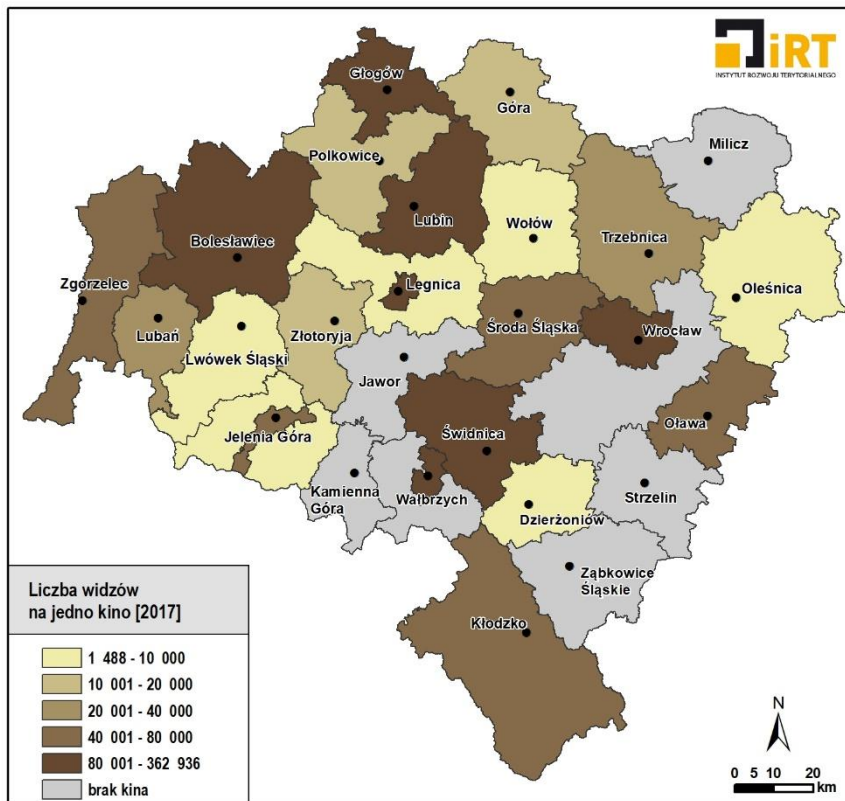 iRT
INSTYTUT ROZWOJU TERYTORIALNEGO
Głogów
Góra
Milicz
Polkowice
Lubin
Wołów
Trzebnica
Bolesławiec
Oleśnica
Zgorzelec
Legnica
Lubań
Złotoryja
Środa Śląska
Wrocław
Lwówek Śląski
Jawor
Oława
Jelenia Góra
Świdnica
Kamienna
Góra
Wałbrzych
Strzelin
Dzierżoniów
Ząbkowice
Śląskie
Kłodzko
Liczba widzów
na jedno kino [2017]
1 488 - 10 000
10 001 - 20 000
20 001 - 40 000
40 001 - 80 000
80 001 - 362 936
brak kina
N
0 5 10 20
km